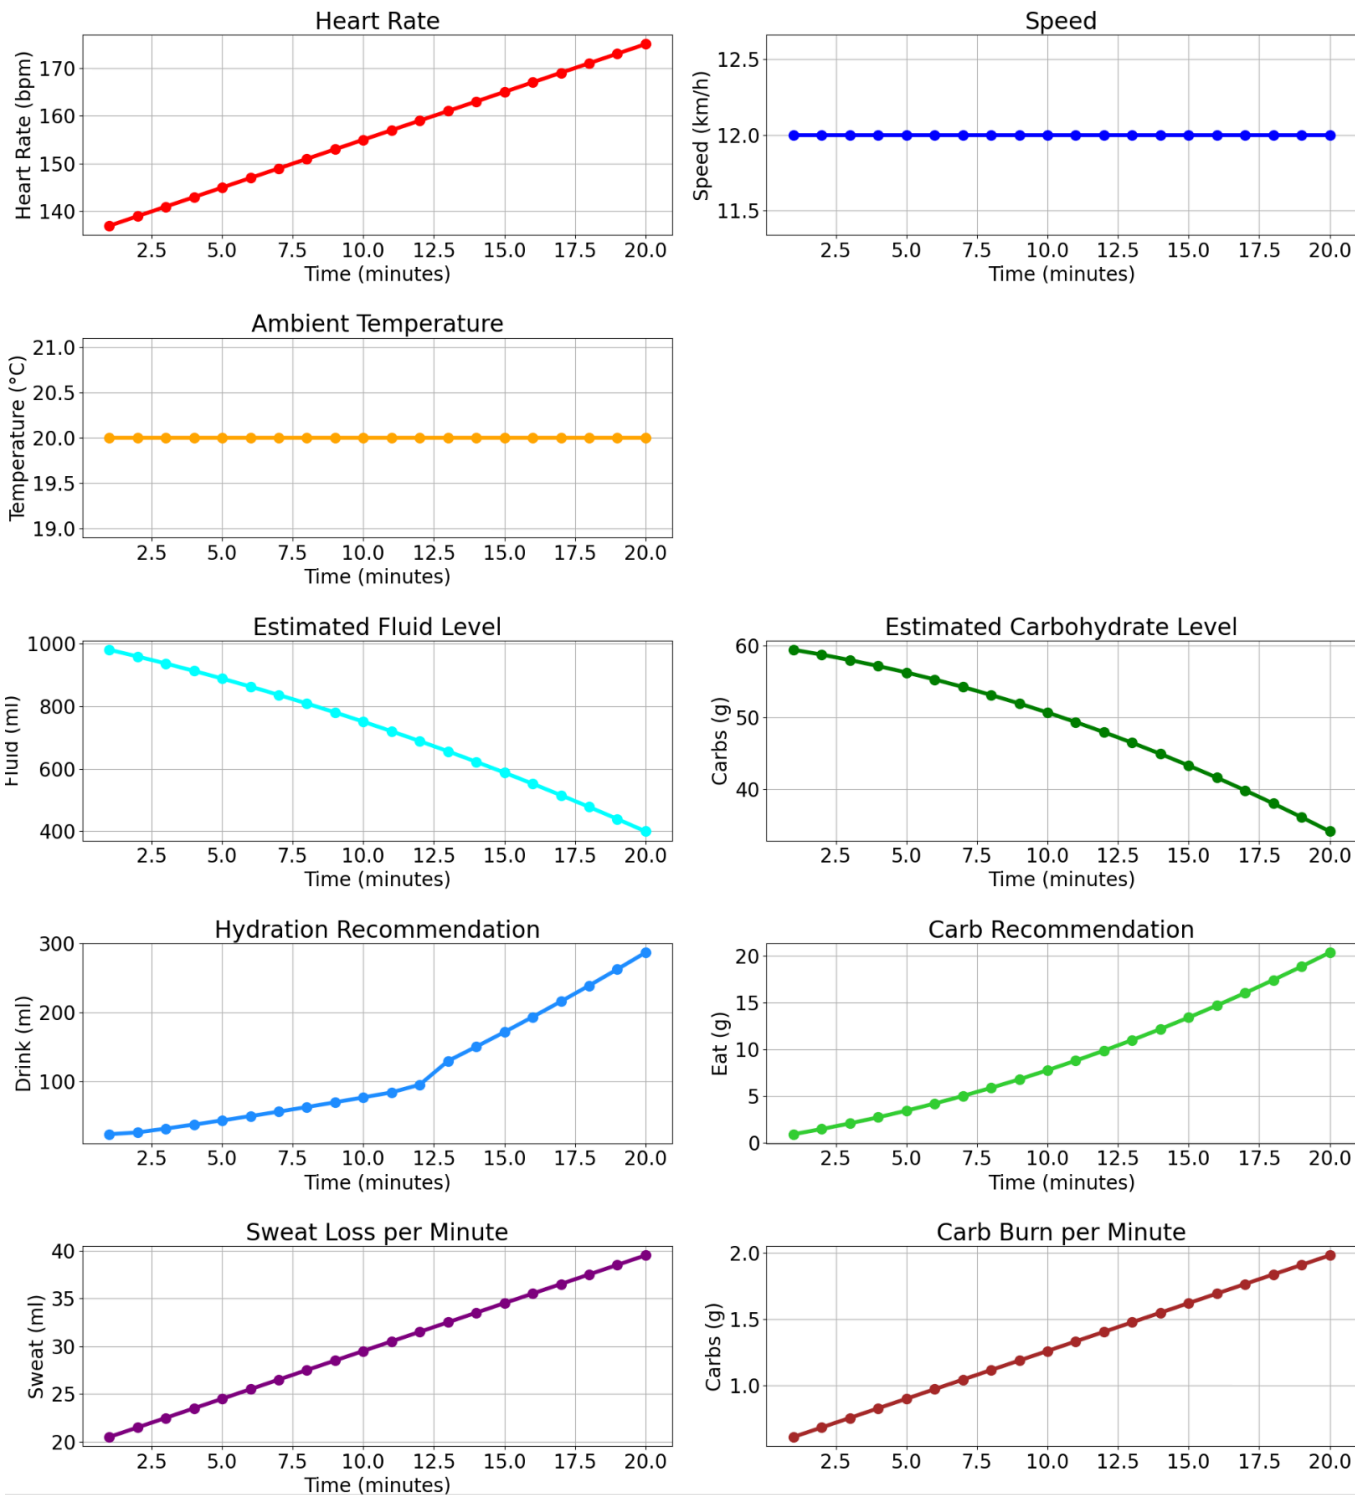 Heart Rate
Heart Rate (bpm)
170
160
150
140
2.5 5.0 7.5 10.0 12.5 15.0 17.5 20.0
Time (minutes)
Speed
Speed (km/h)
12.5
12.0
11.5
2.5 5.0 7.5 10.0 12.5 15.0 17.5 20.0
Time (minutes)
Ambient Temperature
Temperature (°C)
21.0
20.5
20.0
19.5
19.0
2.5 5.0 7.5 10.0 12.5 15.0 17.5 20.0
Time (minutes)
Estimated Fluid Level
Fluid (ml)
1000
800
600
400
2.5 5.0 7.5 10.0 12.5 15.0 17.5 20.0
Time (minutes)
Estimated Carbohydrate Level
Carbs (g)
60
50
40
2.5 5.0 7.5 10.0 12.5 15.0 17.5 20.0
Time (minutes)
Hydration Recommendation
Drink (ml)
300
200
100
2.5 5.0 7.5 10.0 12.5 15.0 17.5 20.0
Time (minutes)
Carb Recommendation
Eat (g)
20
15
10
5
0
2.5 5.0 7.5 10.0 12.5 15.0 17.5 20.0
Time (minutes)
Sweat Loss per Minute
Sweat (ml)
40
35
30
25
20
2.5 5.0 7.5 10.0 12.5 15.0 17.5 20.0
Time (minutes)
Carb Burn per Minute
Carbs (g)
2.0
1.5
1.0
2.5 5.0 7.5 10.0 12.5 15.0 17.5 20.0
Time (minutes)